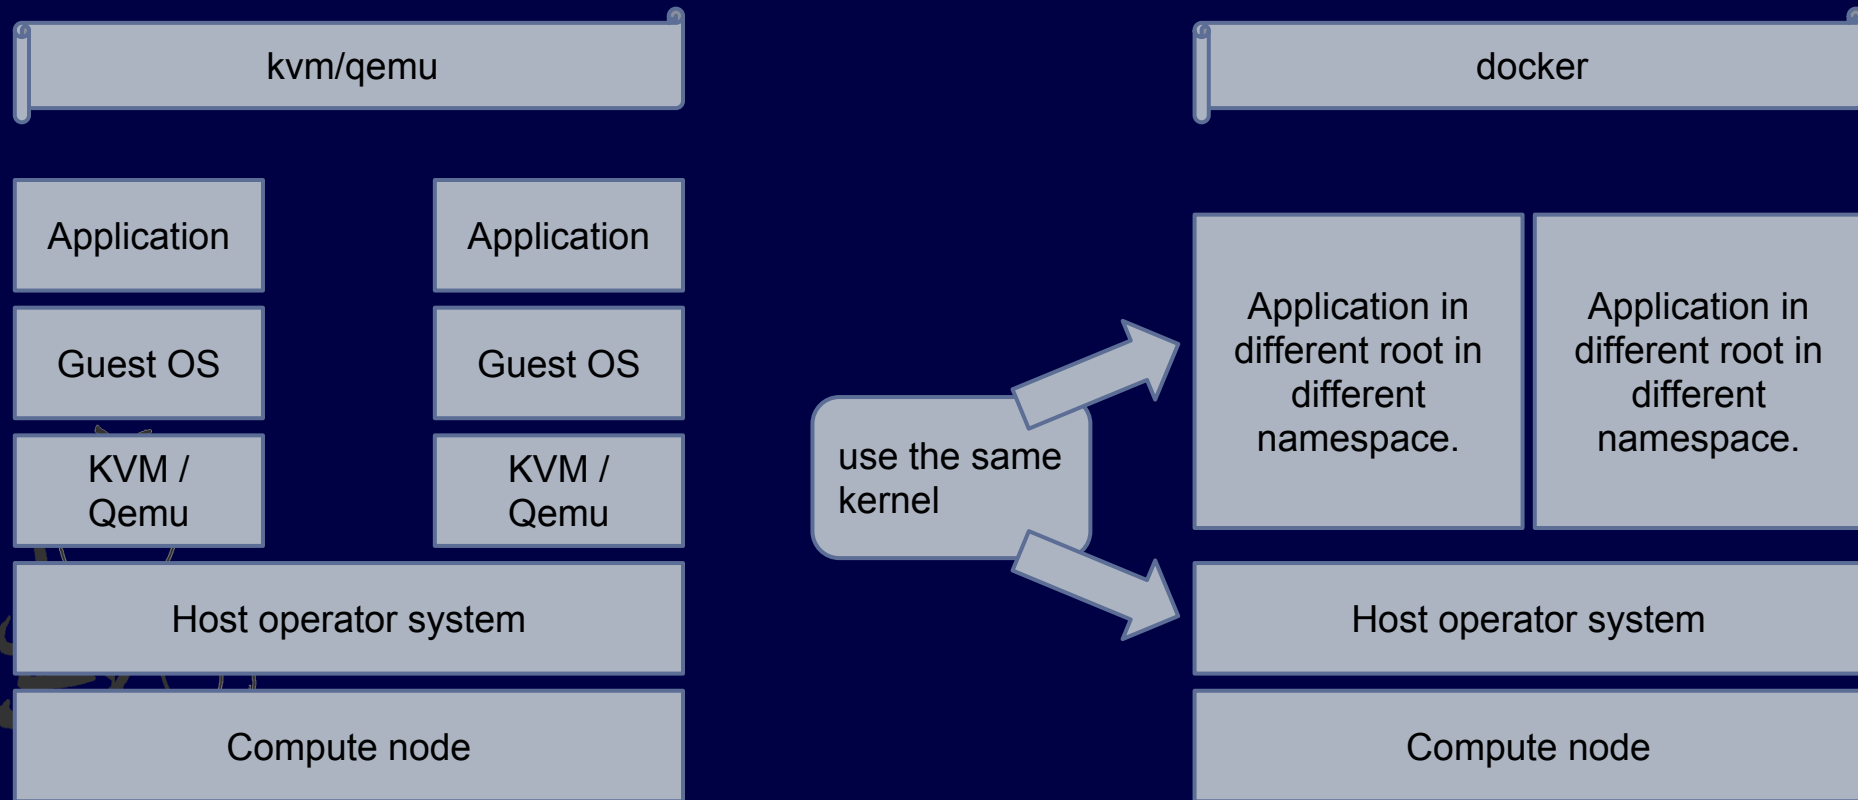 kvm/qemu
docker
Application
Application
Guest OS
Guest OS
KVM /
Qemu
KVM /
Qemu
Host operator system
Compute node
use the same
kernel
Application in
different root in
different
namespace.
Application in
different root in
different
namespace.
Host operator system
Compute node